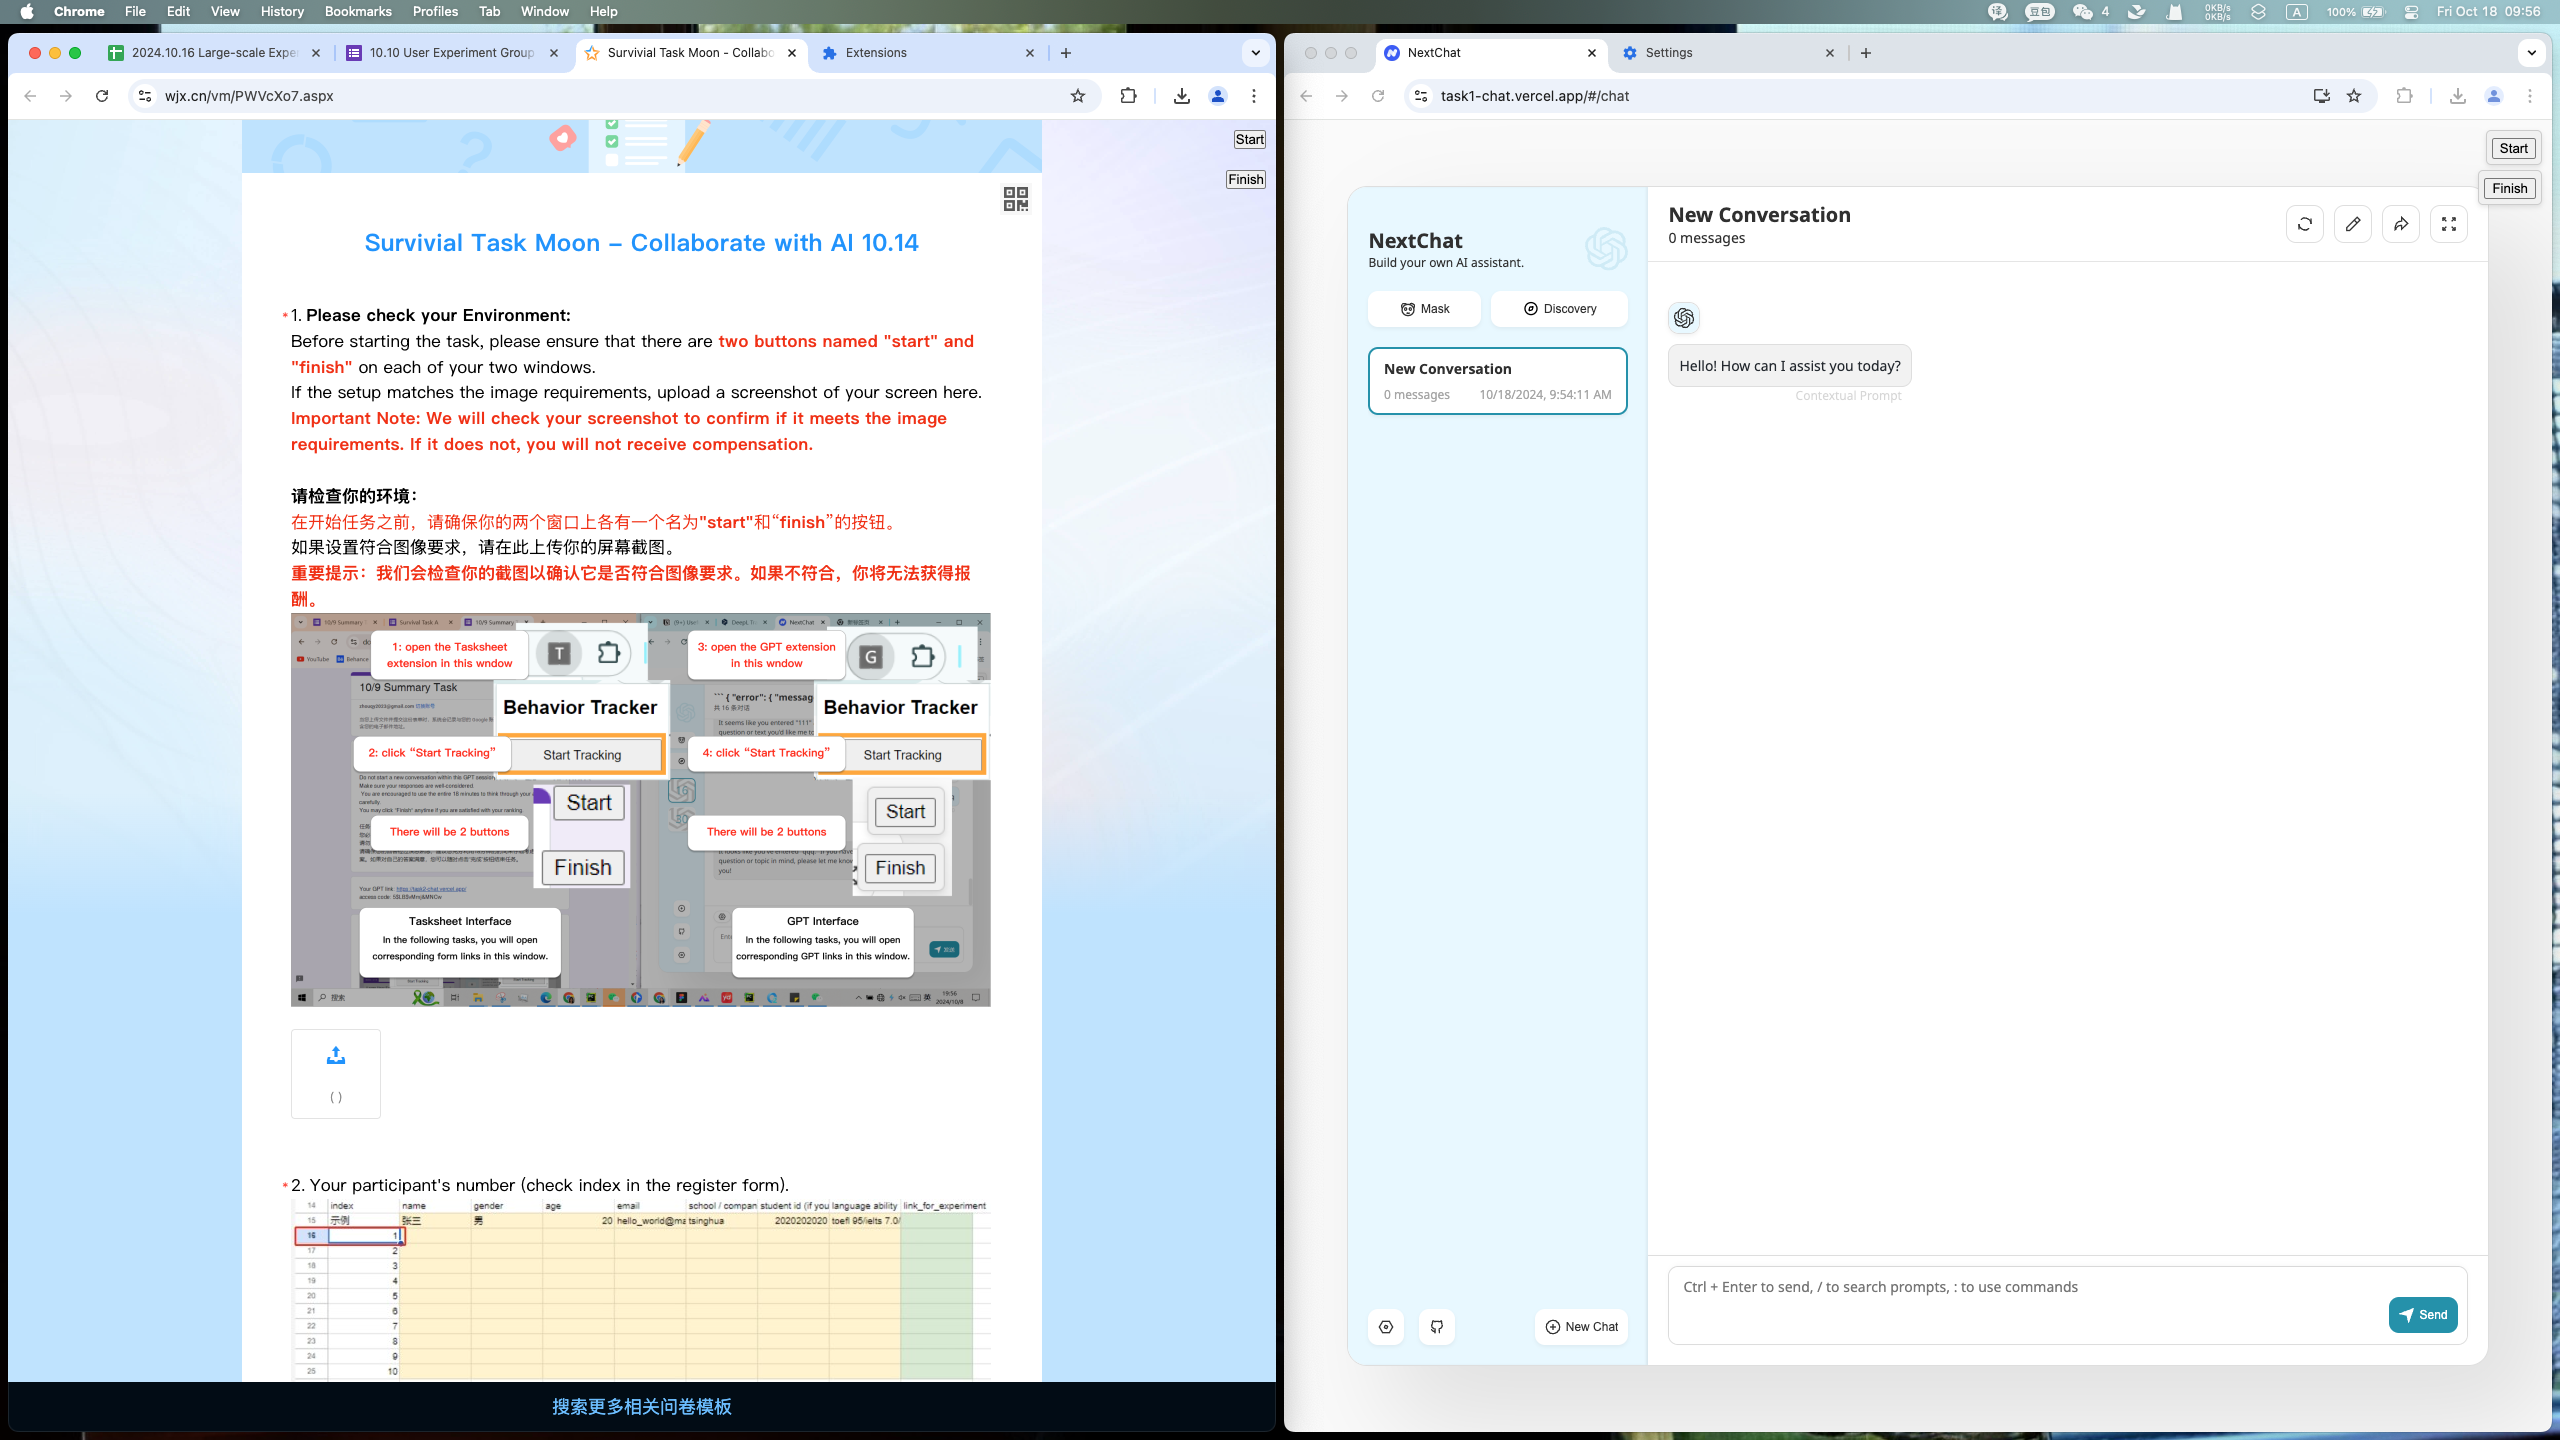 Chrome File Edit View History Bookmarks Profiles Tab Window Help
译 豆包 4 0KB/s 0KB/s A 100% Fri Oct 18 09:56
2024.10.16 Large-scale Expe
10.10 User Experiment Group
Survivial Task Moon - Collabo
Extensions
wjx.cn/vm/PWVcXo7.aspx
Start
Finish
Survivial Task Moon – Collaborate with AI 10.14
*1. Please check your Environment:
Before starting the task, please ensure that there are two buttons named "start" and
"finish" on each of your two windows.
If the setup matches the image requirements, upload a screenshot of your screen here.
Important Note: We will check your screenshot to confirm if it meets the image
requirements. If it does not, you will not receive compensation.
请检查你的环境：
在开始任务之前，请确保你的两个窗口上各有一个名为"start"和“finish”的按钮。
如果设置符合图像要求，请在此上传你的屏幕截图。
重要提示：我们会检查你的截图以确认它是否符合图像要求。如果不符合，你将无法获得报
酬。
1: open the Tasksheet
extension in this wndow
T
3: open the GPT extension
in this wndow
G
10/9 Summary Task
Behavior Tracker
Behavior Tracker
2: click “Start Tracking”
Start Tracking
4: click “Start Tracking”
Start Tracking
Start
There will be 2 buttons
Finish
Start
There will be 2 buttons
Finish
Tasksheet Interface
In the following tasks, you will open
corresponding form links in this window.
GPT Interface
In the following tasks, you will open
corresponding GPT links in this window.
( )
*2. Your participant's number (check index in the register form).
14 index name gender age email school / compan student id (if you language ability link_for_experiment
15 示例 张三 男 20 hello_world@ma tsinghua 2020202020 toefl 95/ielts 7.0/
16 1
17 2
18 3
19 4
20 5
21 6
22 7
23 8
24 9
25 10
搜索更多相关问卷模板
NextChat
Settings
task1-chat.vercel.app/#/chat
Start
Finish
NextChat
Build your own AI assistant.
Mask
Discovery
New Conversation
0 messages 10/18/2024, 9:54:11 AM
New Chat
New Conversation
0 messages
Hello! How can I assist you today?
Contextual Prompt
Ctrl + Enter to send, / to search prompts, : to use commands
Send